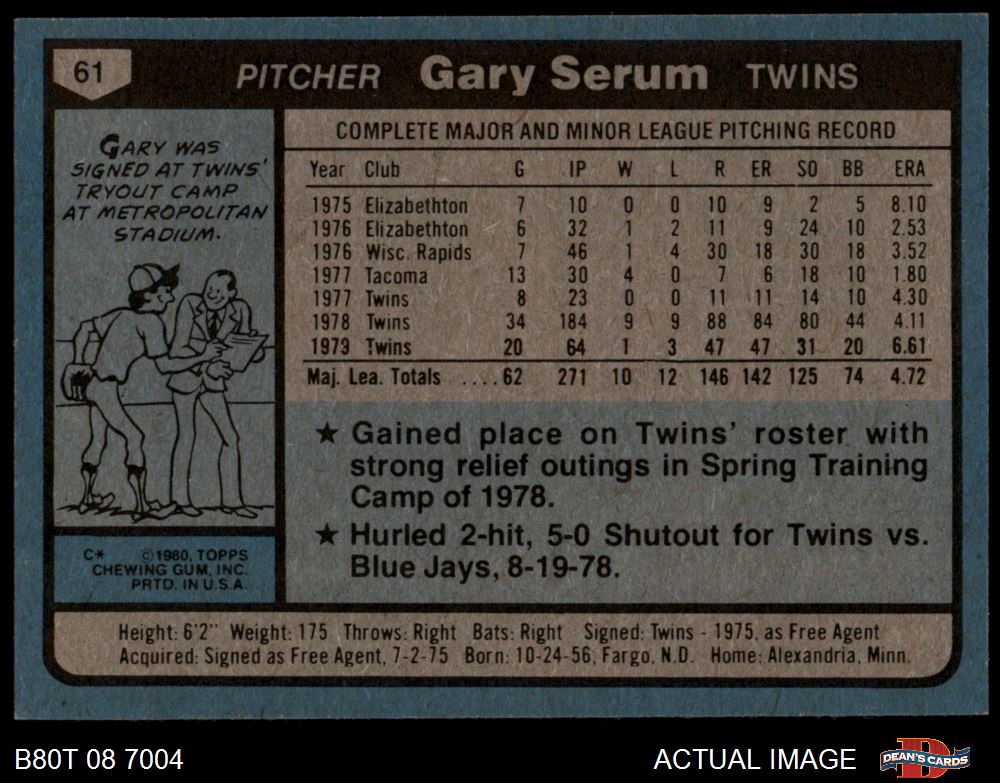 61 PITCHER Gary Serum TWINS
GARY WAS
SIGNED AT TWINS'
TRYOUT CAMP
AT METROPOLITAN
STADIUM.
C* ©1980, TOPPS
CHEWING GUM, INC.
PRTD. IN U.S.A.
COMPLETE MAJOR AND MINOR LEAGUE PITCHING RECORD
Year Club G IP W L R ER SO BB ERA
1975 Elizabethton 7 10 0 0 10 9 2 5 8.10
1976 Elizabethton 6 32 1 2 11 9 24 10 2.53
1976 Wisc. Rapids 7 46 1 4 30 18 30 18 3.52
1977 Tacoma 13 30 4 0 7 6 18 10 1.80
1977 Twins 8 23 0 0 11 11 14 10 4.30
1978 Twins 34 184 9 9 88 84 80 44 4.11
1979 Twins 20 64 1 3 47 47 31 20 6.61
Maj. Lea. Totals ....62 271 10 12 146 142 125 74 4.72
★ Gained place on Twins' roster with
strong relief outings in Spring Training
Camp of 1978.
★ Hurled 2-hit, 5-0 Shutout for Twins vs.
Blue Jays, 8-19-78.
Height: 6'2" Weight: 175 Throws: Right Bats: Right Signed: Twins - 1975, as Free Agent
Acquired: Signed as Free Agent, 7-2-75 Born: 10-24-56, Fargo, N.D. Home: Alexandria, Minn.
B80T 08 7004 ACTUAL IMAGE D DEAN'S CARDS